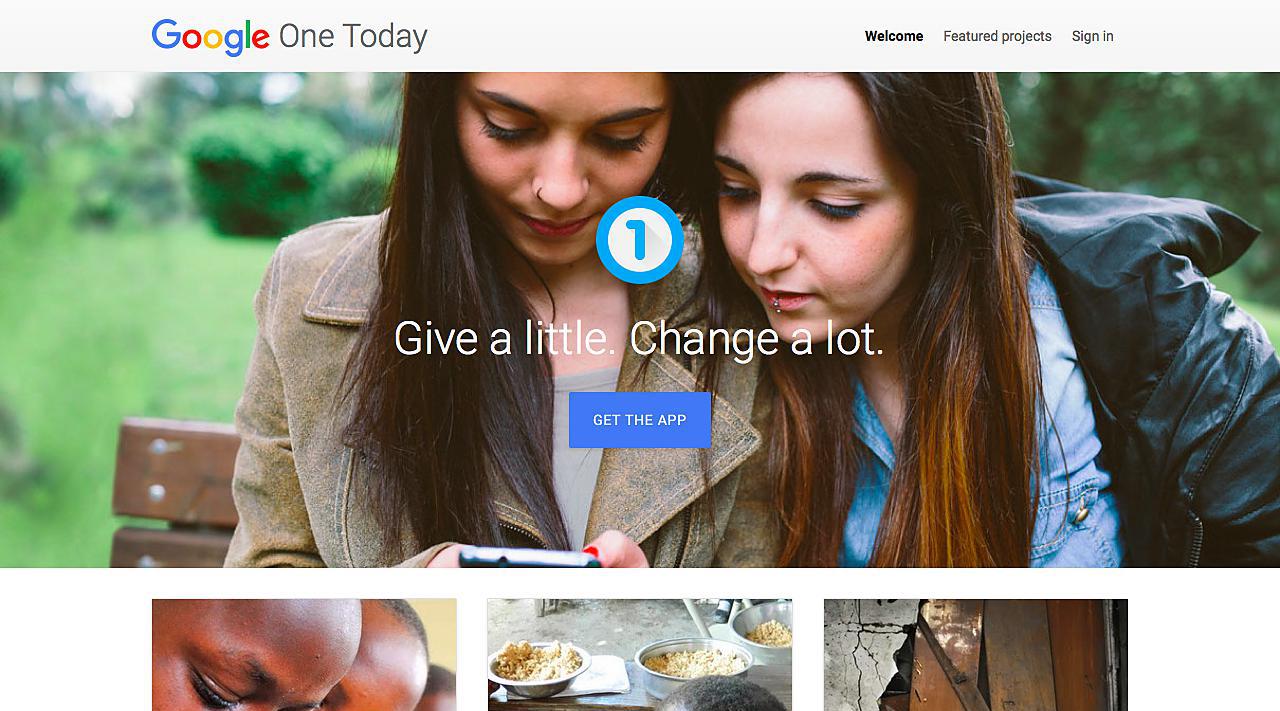 Google One Today
Welcome Featured projects Sign in
1
Give a little. Change a lot.
GET THE APP